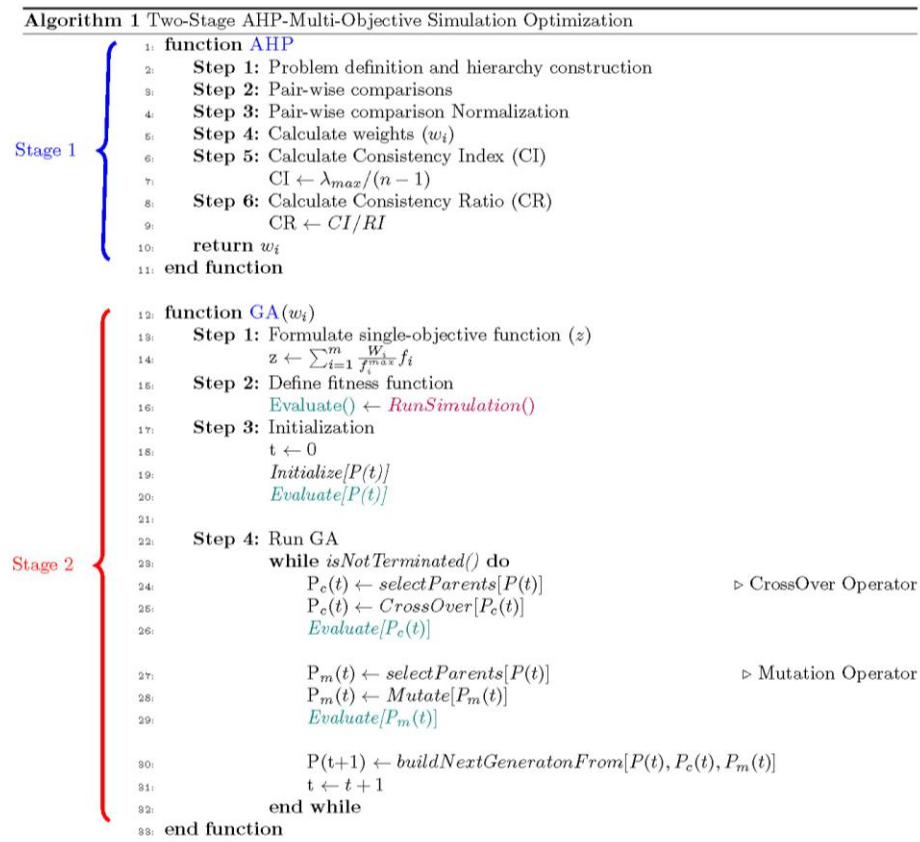 Algorithm 1 Two-Stage AHP-Multi-Objective Simulation Optimization
1: function AHP
2: Step 1: Problem definition and hierarchy construction
3: Step 2: Pair-wise comparisons
4: Step 3: Pair-wise comparison Normalization
5: Step 4: Calculate weights (w_i)
Stage 1
6: Step 5: Calculate Consistency Index (CI)
7: CI ← λ_max/(n − 1)
8: Step 6: Calculate Consistency Ratio (CR)
9: CR ← CI/RI
10: return w_i
11: end function
12: function GA(w_i)
13: Step 1: Formulate single-objective function (z)
14: z ← ∑_{i=1}^{m} \frac{W_i}{f_i^{max}} f_i
15: Step 2: Define fitness function
16: Evaluate() ← RunSimulation()
17: Step 3: Initialization
18: t ← 0
19: Initialize[P(t)]
20: Evaluate[P(t)]
21:
22: Step 4: Run GA
Stage 2
23: while isNotTerminated() do
24: P_c(t) ← selectParents[P(t)] ▷ CrossOver Operator
25: P_c(t) ← CrossOver[P_c(t)]
26: Evaluate[P_c(t)]
27: P_m(t) ← selectParents[P(t)] ▷ Mutation Operator
28: P_m(t) ← Mutate[P_m(t)]
29: Evaluate[P_m(t)]
30: P(t+1) ← buildNextGeneratonFrom[P(t), P_c(t), P_m(t)]
31: t ← t + 1
32: end while
33: end function